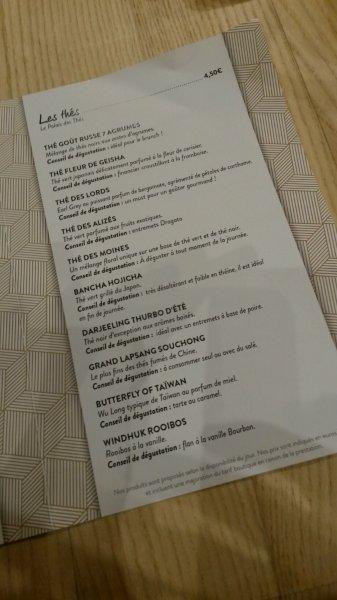 Les thés
Le Palais des Thés
4,50€
THÉ GOÛT RUSSE 7 AGRUMES
Mélange de thés noirs aux zestes d'agrumes.
Conseil de dégustation : idéal pour le brunch !
THÉ FLEUR DE GEISHA
Thé vert japonais délicatement parfumé à la fleur de cerisier.
Conseil de dégustation : financier croustillant à la framboise.
THÉ DES LORDS
Earl Grey au puissant parfum de bergamote, agrémenté de pétales de carthame.
Conseil de dégustation : un must pour un goûter gourmand !
THÉ DES ALIZÉS
Thé vert parfumé aux fruits exotiques.
Conseil de dégustation : entremets Dragato
THÉ DES MOINES
Un mélange floral unique sur une base de thé vert et de thé noir.
Conseil de dégustation : À déguster à tout moment de la journée.
BANCHA HOJICHA
Thé vert grillé du Japon.
Conseil de dégustation : très désaltérant et faible en théine, il est idéal
en fin de journée.
DARJEELING THURBO D'ÉTÉ
Thé noir d'exception aux arômes boisés.
Conseil de dégustation : idéal avec un entremets à base de poire.
GRAND LAPSANG SOUCHONG
Le plus fins des thés fumés de Chine.
Conseil de dégustation : à consommer seul ou avec du salé.
BUTTERFLY OF TAÏWAN
Wu Long typique de Taïwan au parfum de miel.
Conseil de dégustation : tarte au caramel.
WINDHUK ROOIBOS
Rooibos à la vanille.
Conseil de dégustation : flan à la vanille Bourbon.
Nos produits sont proposés selon la disponibilité du jour. Nos prix sont indiqués en euros
et incluent une majoration du tarif boutique en raison de la prestation.